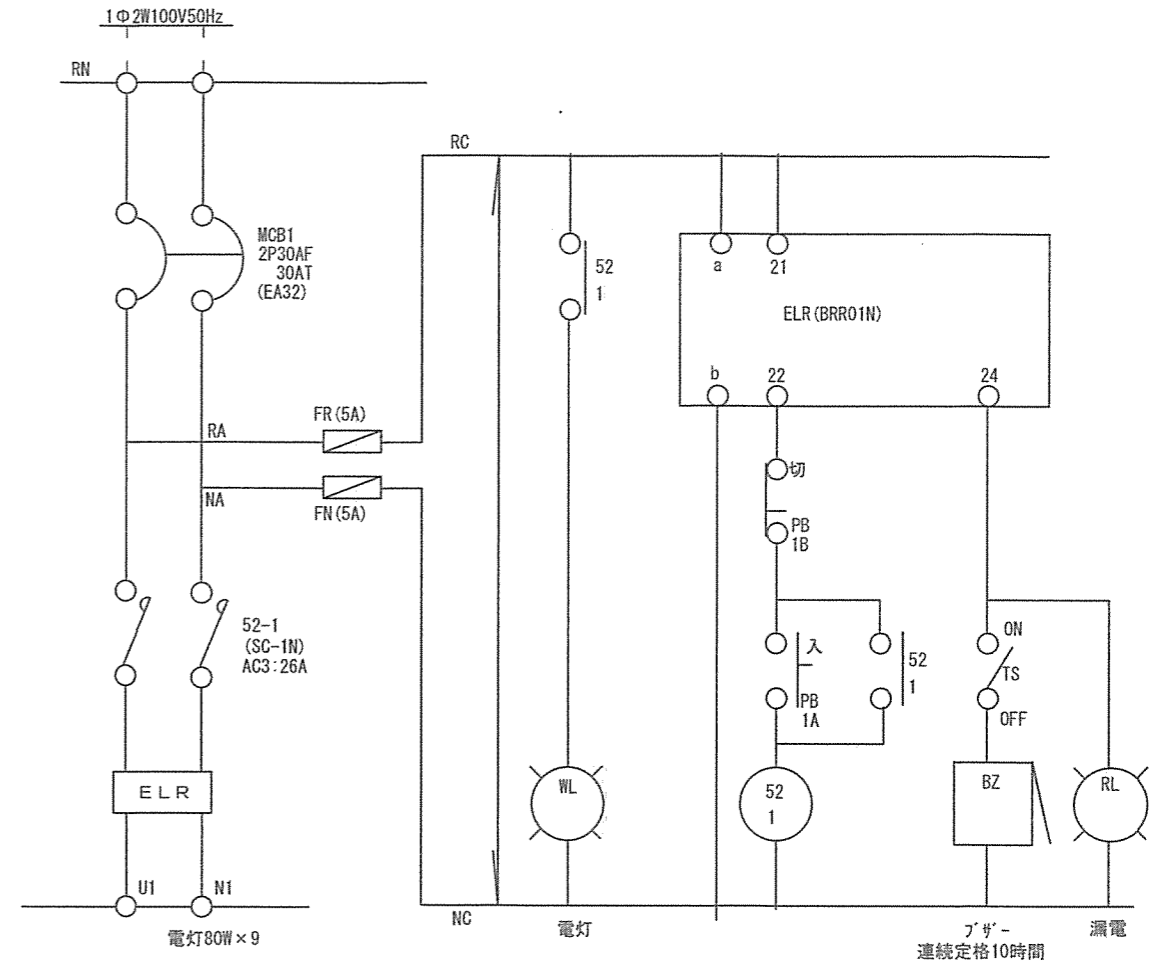 1Φ2W100V50Hz
RN
MCB1
2P30AF
30AT
(EA32)
RA
FR(5A)
NA
FN(5A)
52-1
(SC-1N)
AC3:26A
ELR
U1
N1
電灯80W×9
RC
NC
52
1
WL
電灯
a
21
ELR(BRR01N)
b
22
24
切
PB
1B
入
PB
1A
52
1
52
1
ON
TS
OFF
BZ
RL
ブザー
連続定格10時間
漏電